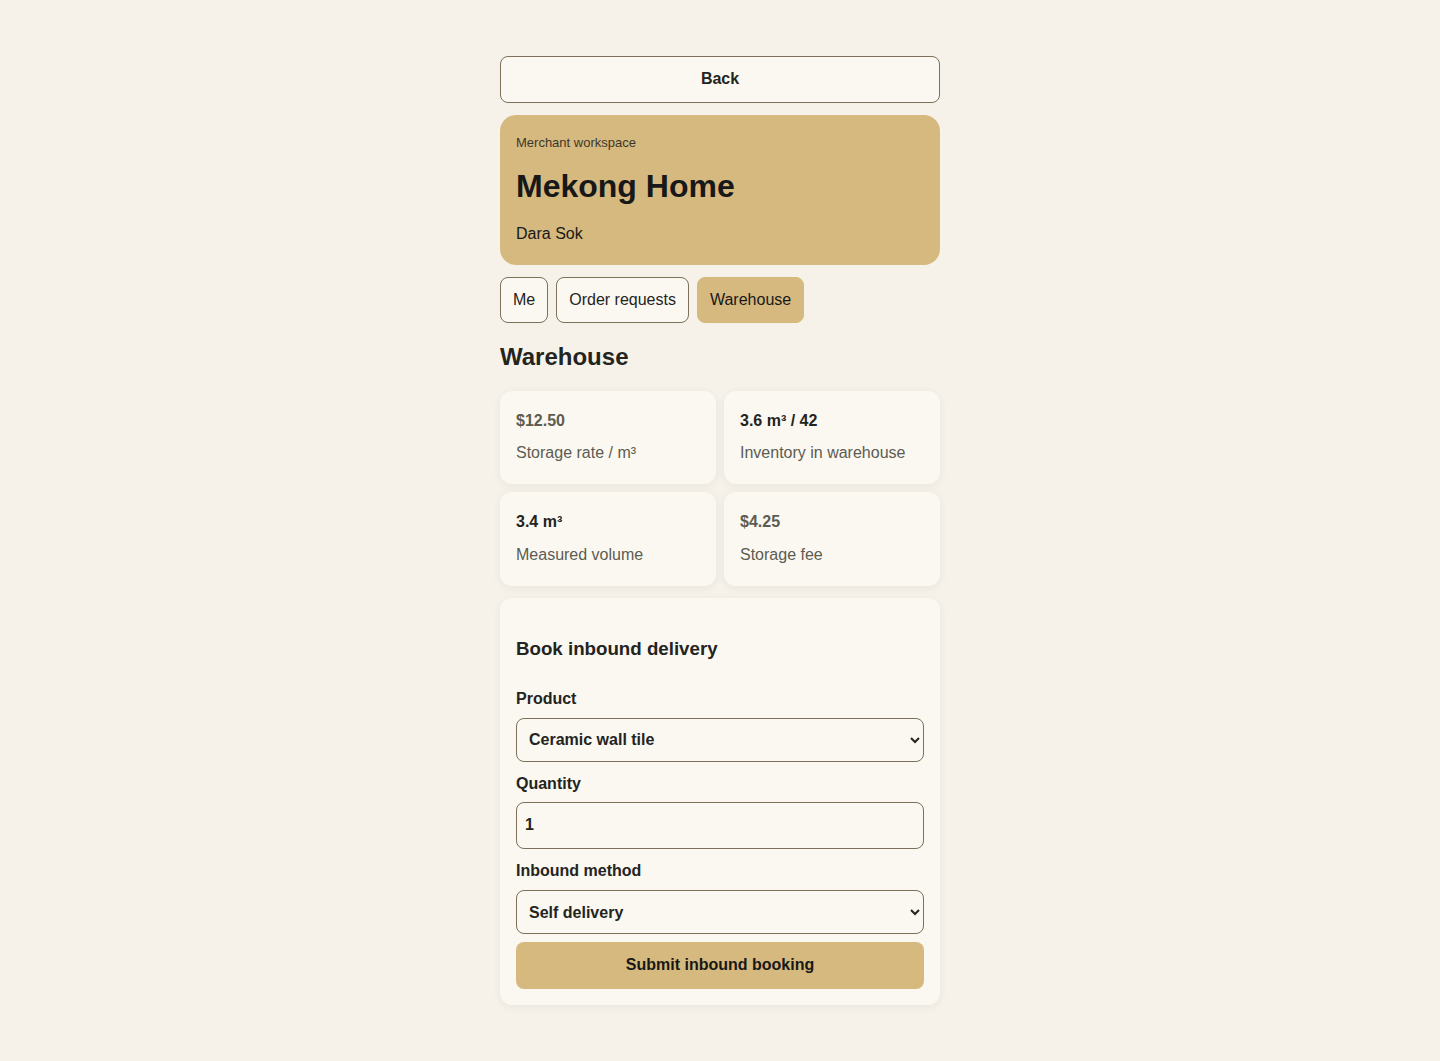 Back
Merchant workspace
Mekong Home
Dara Sok
Me
Order requests
Warehouse
Warehouse
$12.50
Storage rate / m³
3.6 m³ / 42
Inventory in warehouse
3.4 m³
Measured volume
$4.25
Storage fee
Book inbound delivery
Product
Ceramic wall tile
Quantity
1
Inbound method
Self delivery
Submit inbound booking